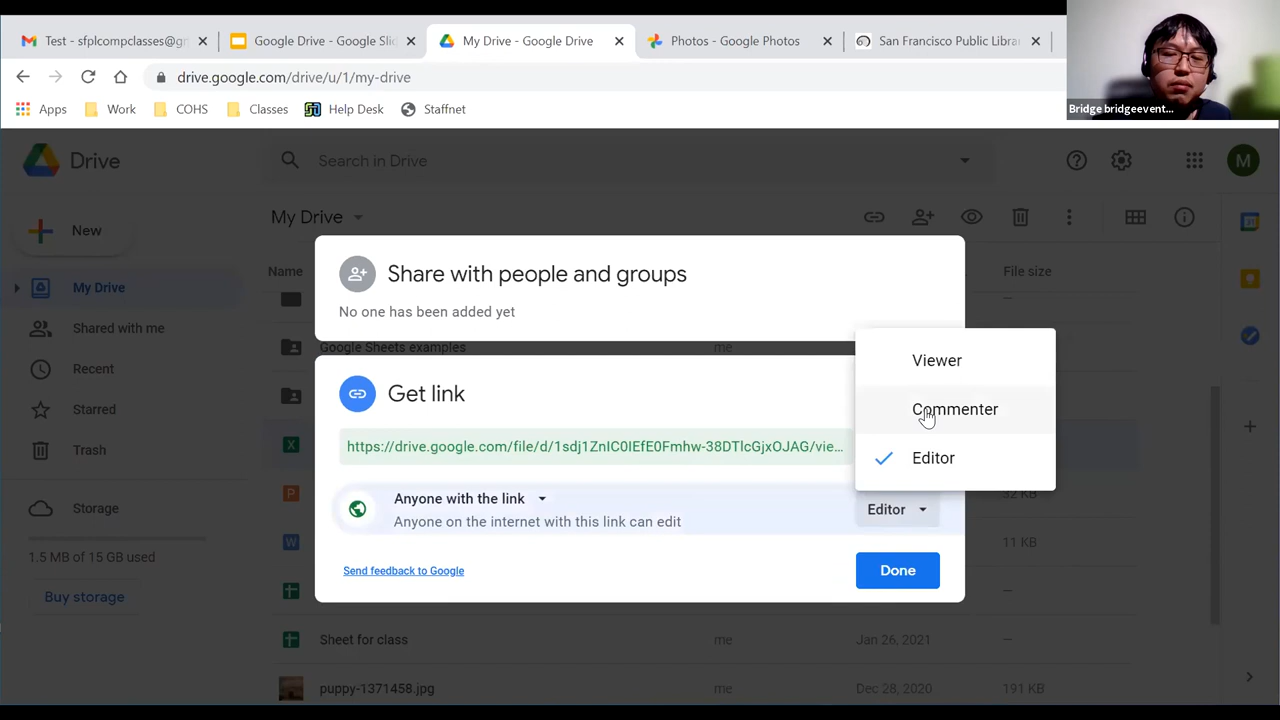 Test - sfplcompclasses@gm
Google Drive - Google Slid
My Drive - Google Drive
Photos - Google Photos
San Francisco Public Libra
drive.google.com/drive/u/1/my-drive
Apps
Work
COHS
Classes
Help Desk
Staffnet
Bridge bridgeevent...
Drive
Search in Drive
M
New
My Drive
Name
File size
My Drive
Shared with me
Recent
Starred
Trash
Storage
1.5 MB of 15 GB used
Buy storage
Share with people and groups
No one has been added yet
Google Sheets examples
me
Get link
https://drive.google.com/file/d/1sdj1ZnIC0IEfE0Fmhw-38DTlcGjxOJAG/vie...
Anyone with the link
Anyone on the internet with this link can edit
Viewer
Commenter
Editor
Editor
Send feedback to Google
Done
32 KB
11 KB
Sheet for class
me
Jan 26, 2021
puppy-1371458.jpg
me
Dec 28, 2020
191 KB